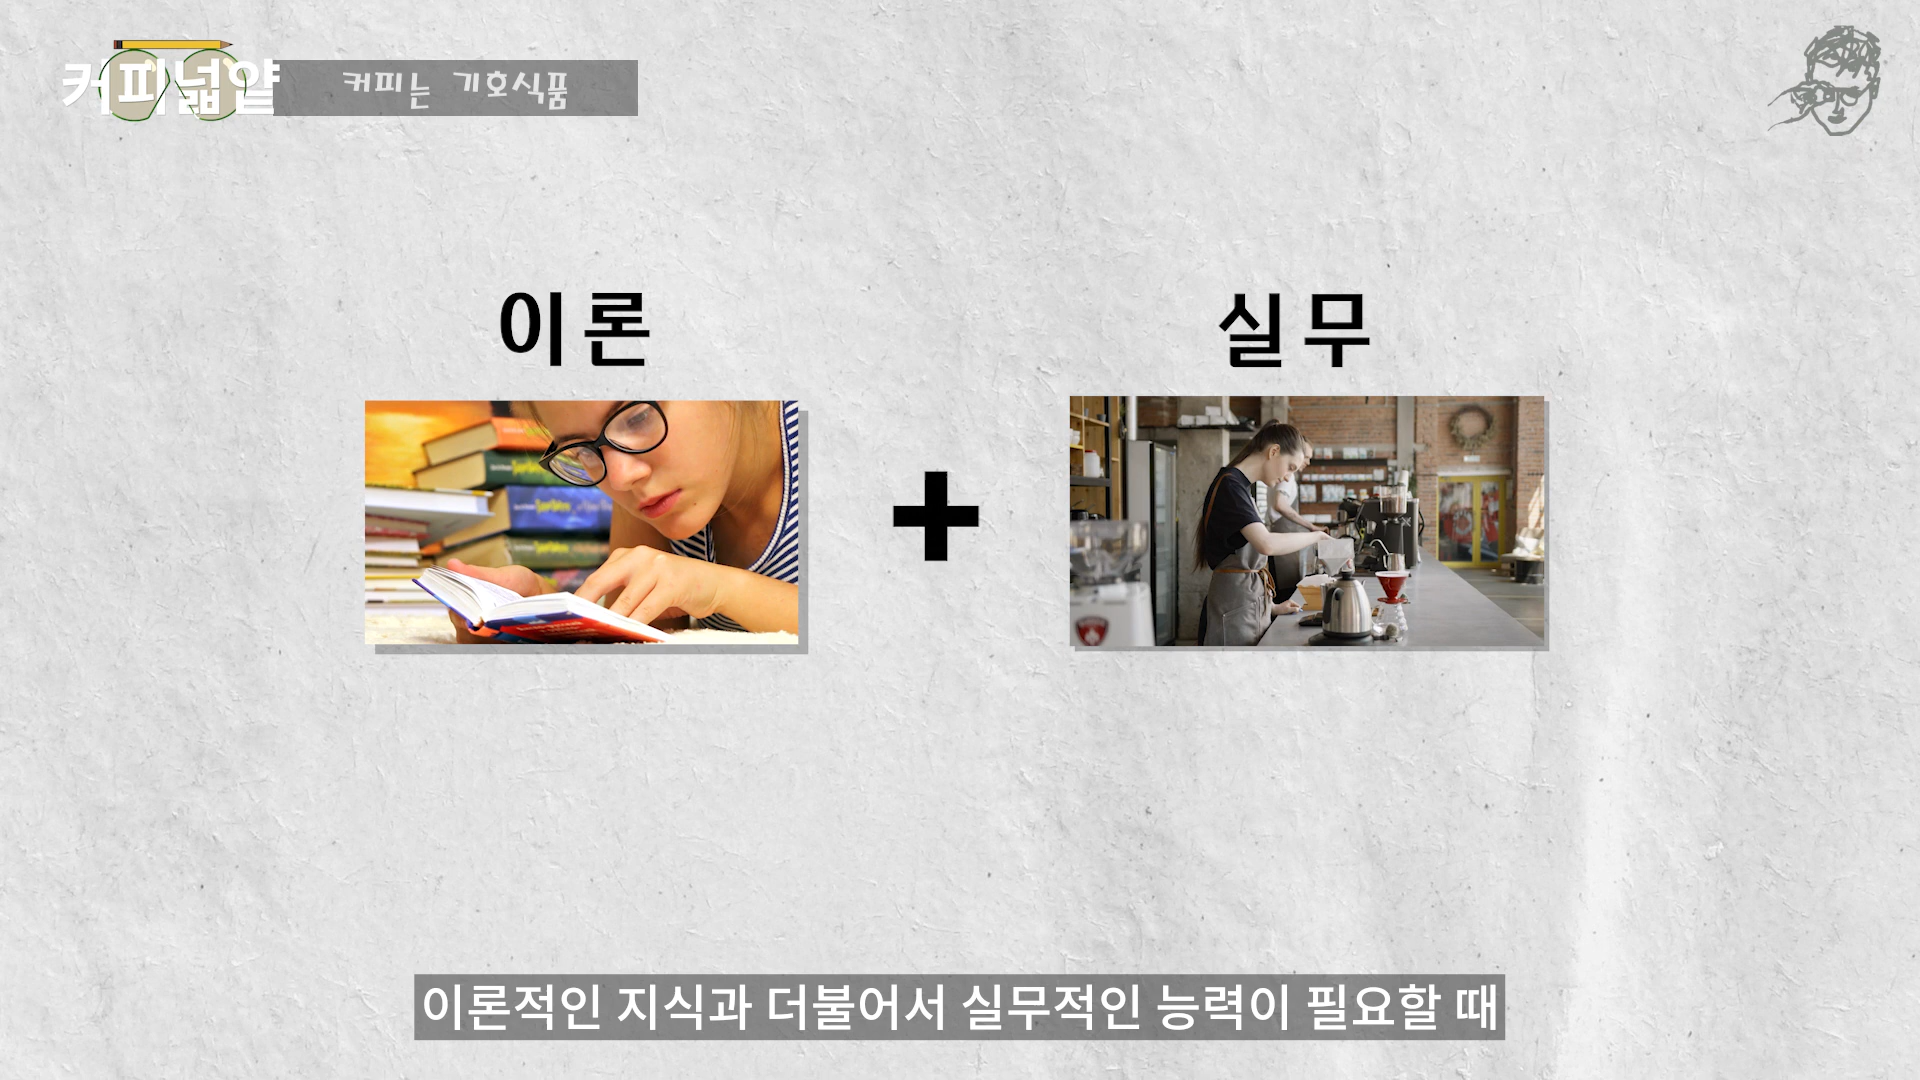 커피넓얕
커피는 기호식품
이론
실무
+
이론적인 지식과 더불어서 실무적인 능력이 필요할 때